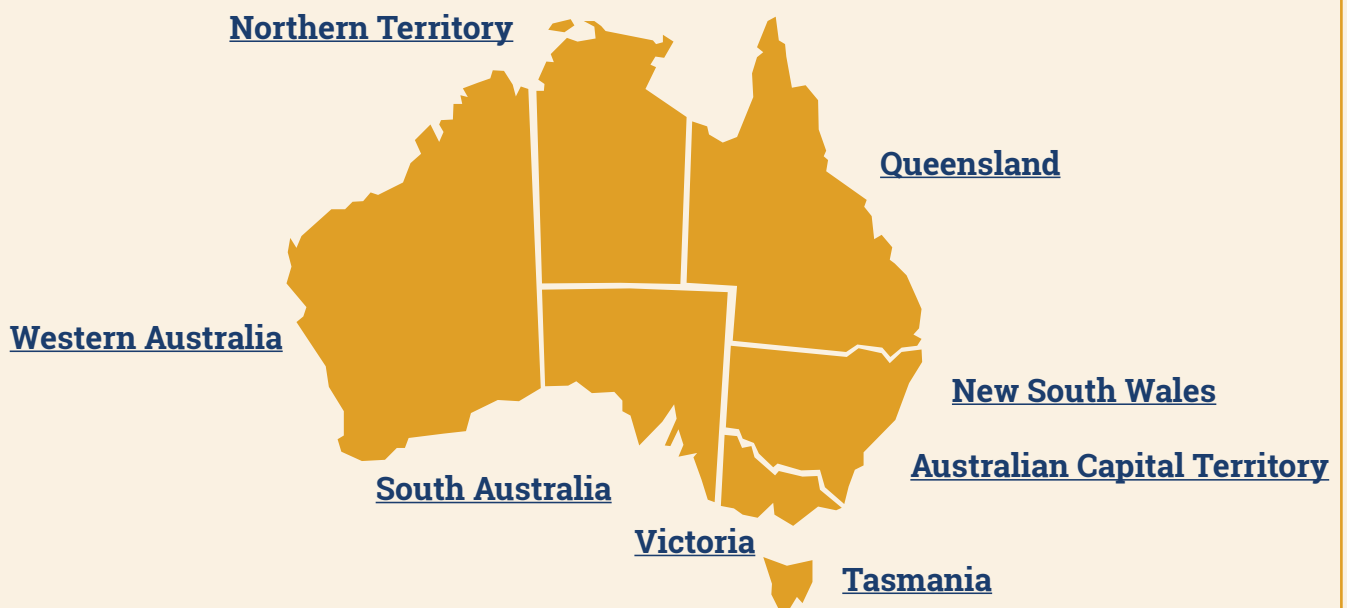 Northern Territory
Queensland
Western Australia
New South Wales
Australian Capital Territory
South Australia
Victoria
Tasmania